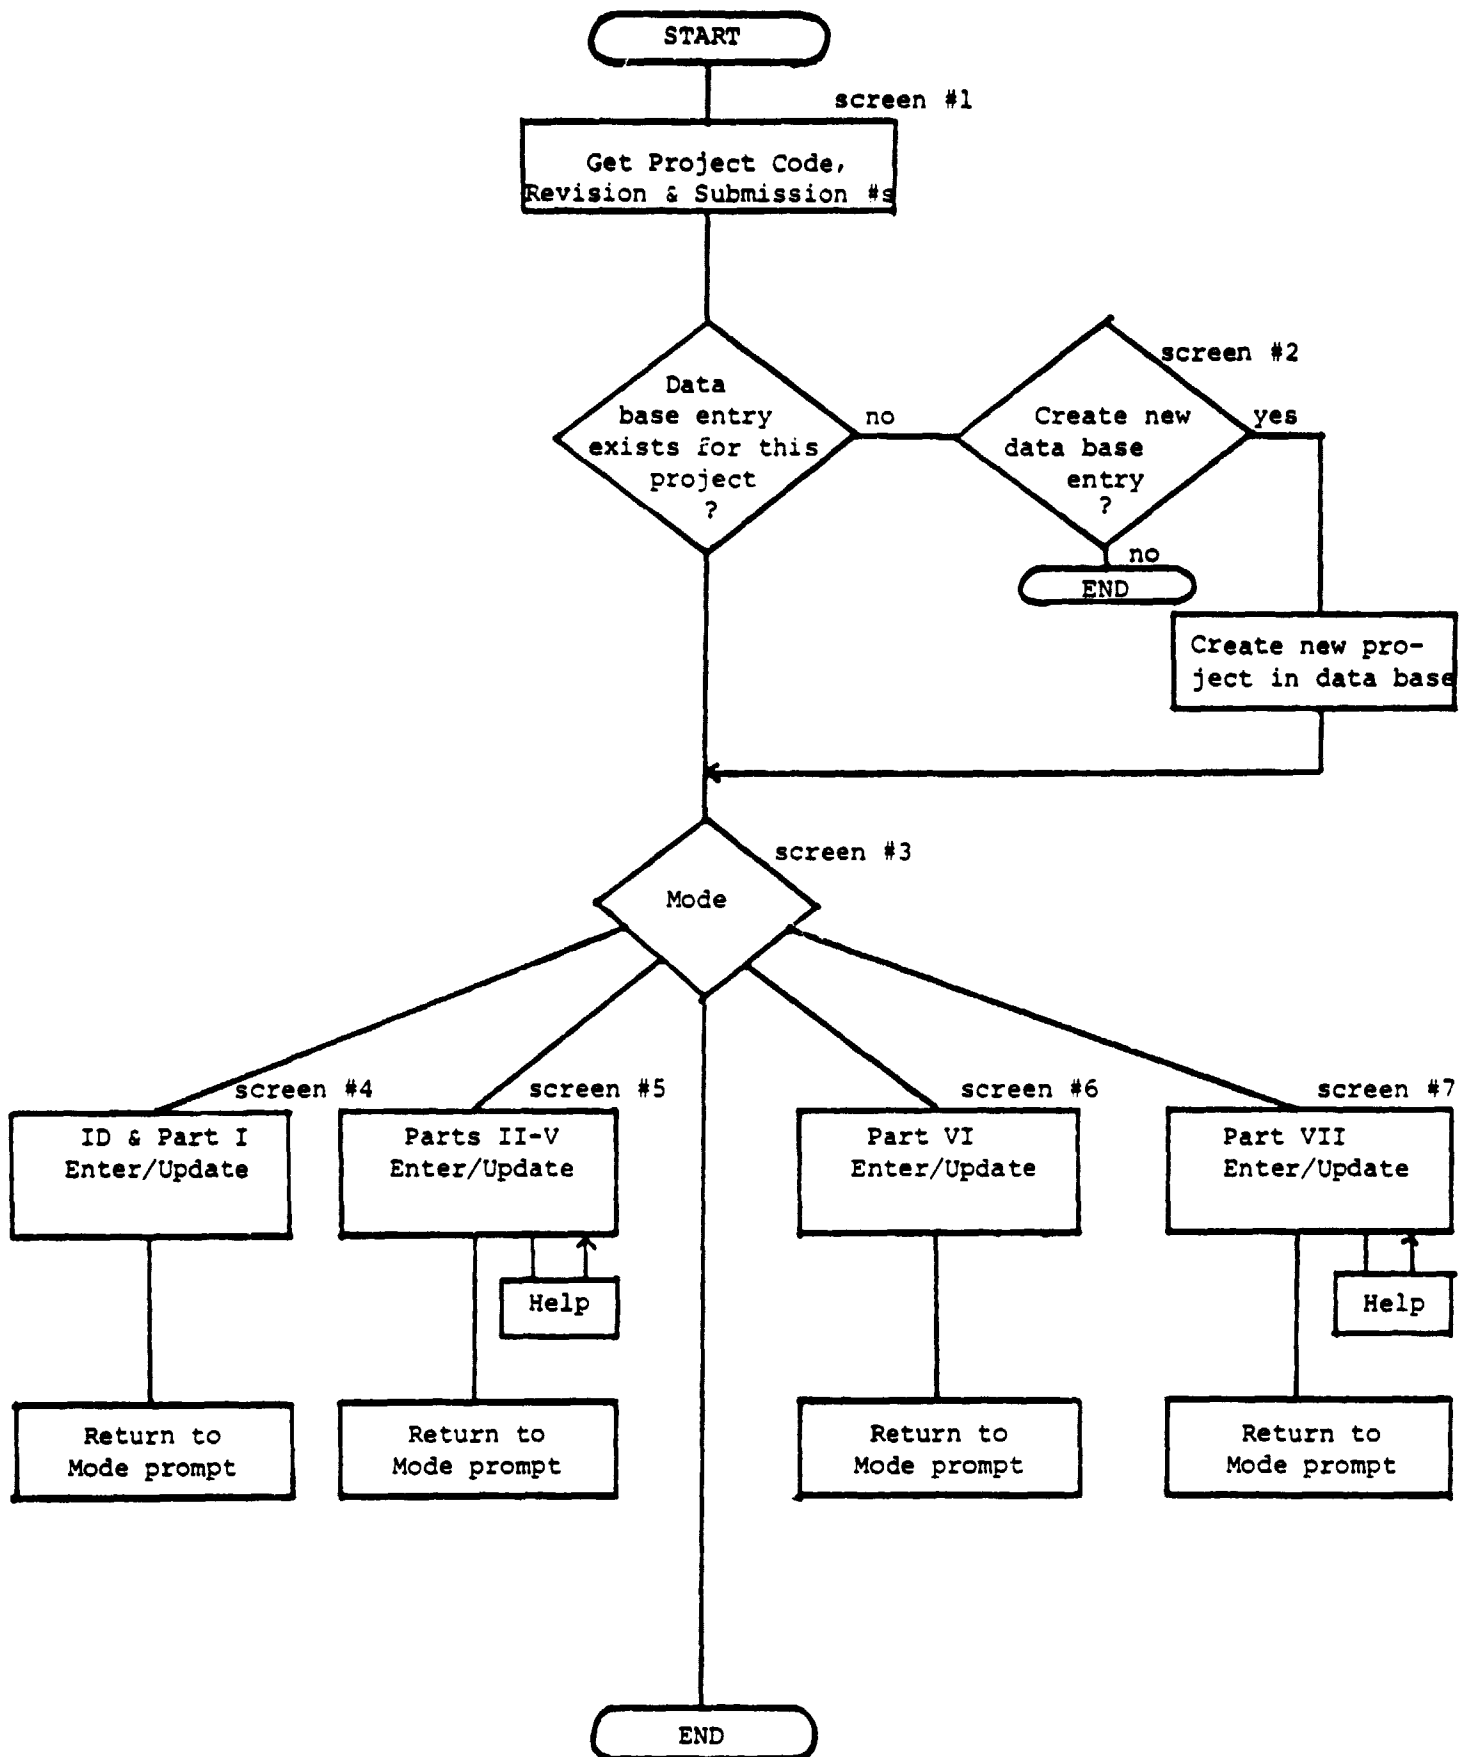 START
screen #1
Get Project Code,
Revision & Submission #s
screen #2
Data
base entry
exists for this
project
?
no
Create new
data base
entry
?
yes
no
END
Create new pro-
ject in data base
screen #3
Mode
screen #4
ID & Part I
Enter/Update
screen #5
Parts II-V
Enter/Update
Help
screen #6
Part VI
Enter/Update
screen #7
Part VII
Enter/Update
Help
Return to
Mode prompt
Return to
Mode prompt
Return to
Mode prompt
Return to
Mode prompt
END